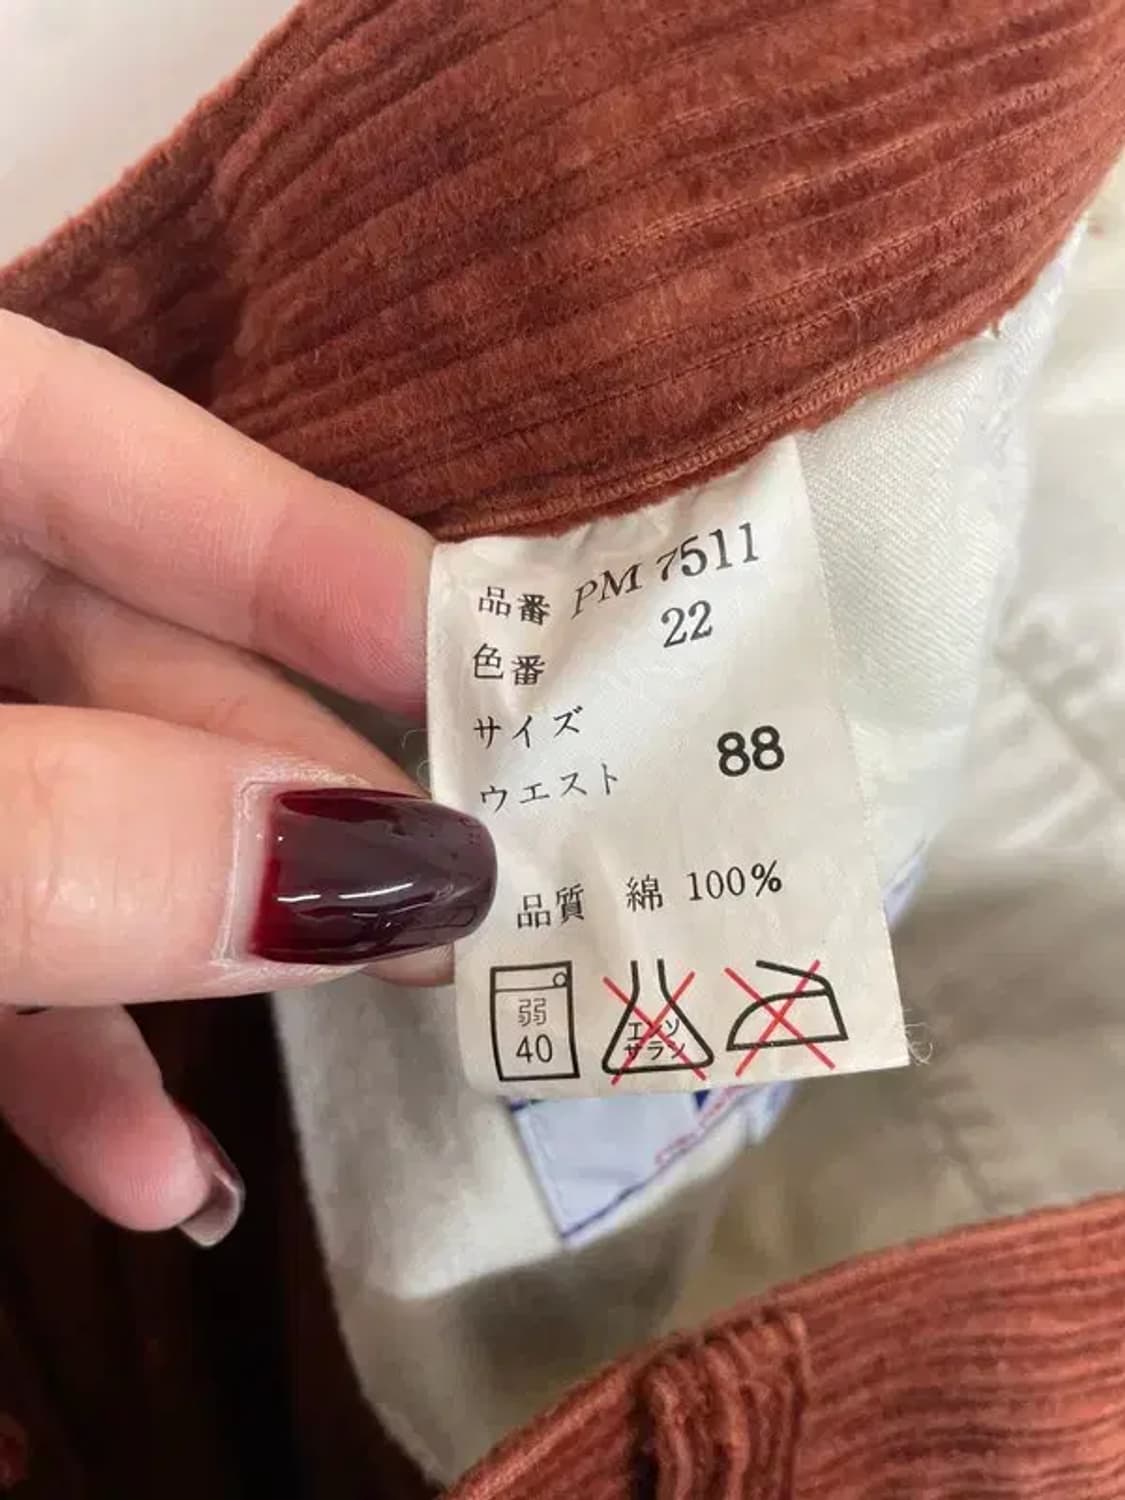 品番 PM 7511
色番 22
サイズ
ウエスト 88
品質 綿 100%
弱
40
エンソ
サラシ